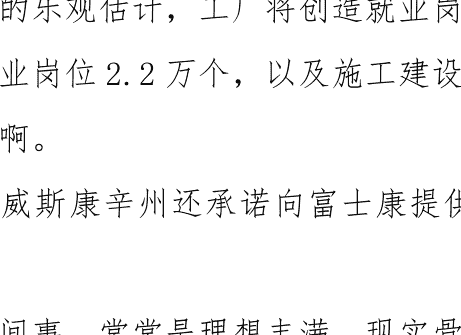 的乐观估计，工厂将创造就业岗
业岗位2.2万个，以及施工建设
啊。
威斯康辛州还承诺向富士康提供
间事，常常是理想丰满，现实骨